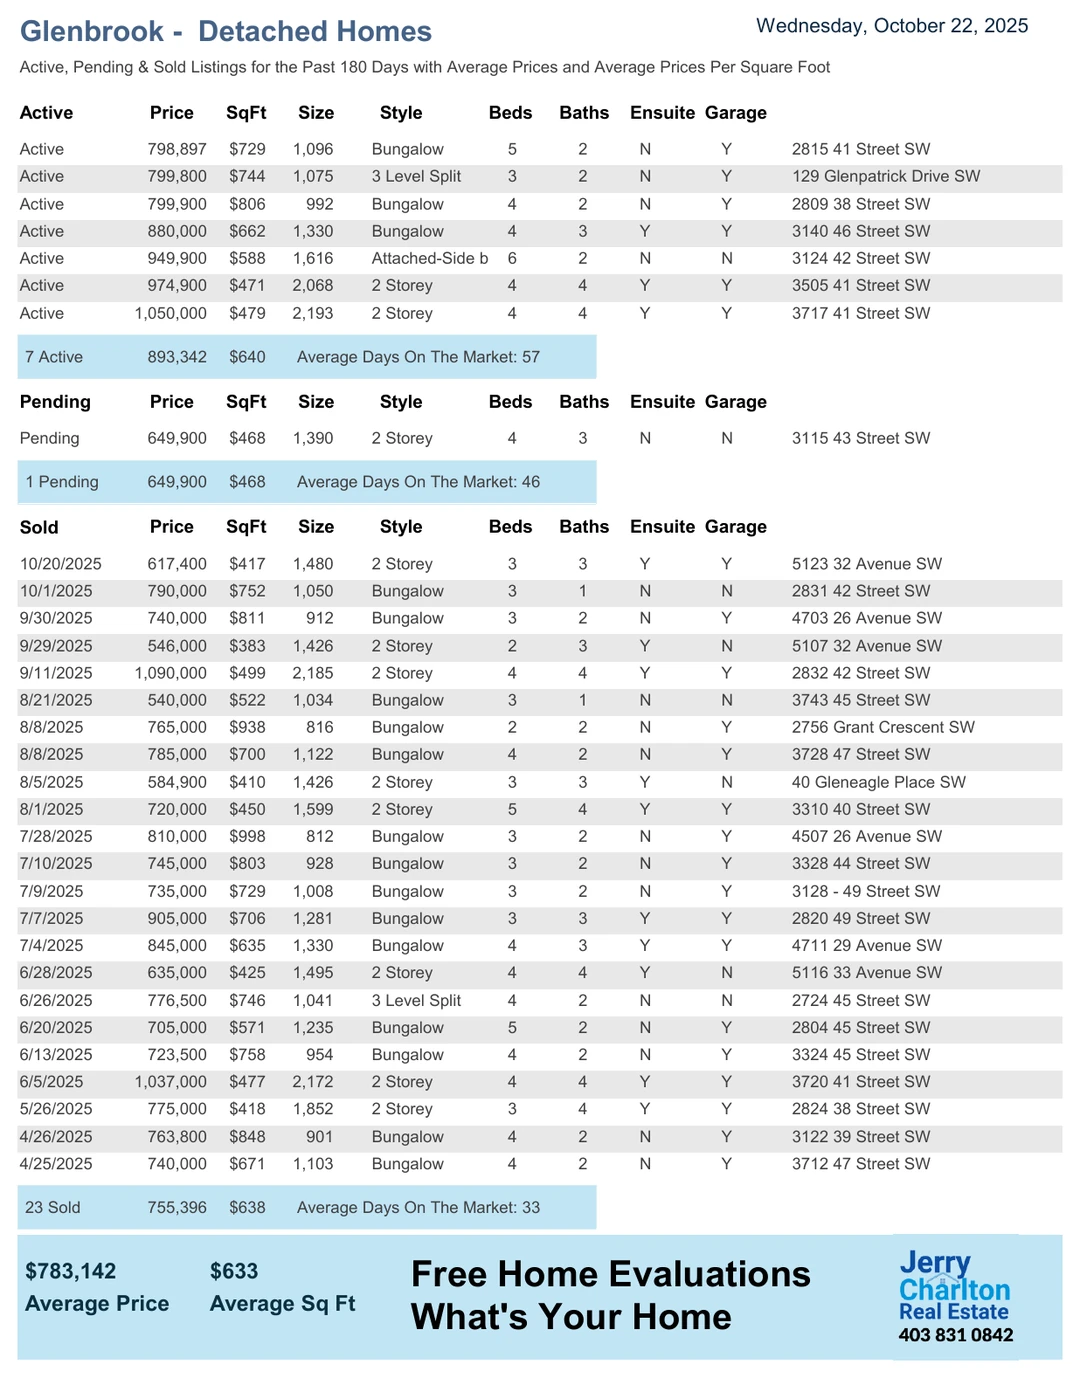 Glenbrook - Detached Homes Wednesday, October 22, 2025
Active, Pending & Sold Listings for the Past 180 Days with Average Prices and Average Prices Per Square Foot
Active Price SqFt Size Style Beds Baths Ensuite Garage
Active 798,897 $729 1,096 Bungalow 5 2 N Y 2815 41 Street SW
Active 799,800 $744 1,075 3 Level Split 3 2 N Y 129 Glenpatrick Drive SW
Active 799,900 $806 992 Bungalow 4 2 N Y 2809 38 Street SW
Active 880,000 $662 1,330 Bungalow 4 3 Y Y 3140 46 Street SW
Active 949,900 $588 1,616 Attached-Side b 6 2 N N 3124 42 Street SW
Active 974,900 $471 2,068 2 Storey 4 4 Y Y 3505 41 Street SW
Active 1,050,000 $479 2,193 2 Storey 4 4 Y Y 3717 41 Street SW
7 Active 893,342 $640 Average Days On The Market: 57
Pending Price SqFt Size Style Beds Baths Ensuite Garage
Pending 649,900 $468 1,390 2 Storey 4 3 N N 3115 43 Street SW
1 Pending 649,900 $468 Average Days On The Market: 46
Sold Price SqFt Size Style Beds Baths Ensuite Garage
10/20/2025 617,400 $417 1,480 2 Storey 3 3 Y Y 5123 32 Avenue SW
10/1/2025 790,000 $752 1,050 Bungalow 3 1 N N 2831 42 Street SW
9/30/2025 740,000 $811 912 Bungalow 3 2 N Y 4703 26 Avenue SW
9/29/2025 546,000 $383 1,426 2 Storey 2 3 Y N 5107 32 Avenue SW
9/11/2025 1,090,000 $499 2,185 2 Storey 4 4 Y Y 2832 42 Street SW
8/21/2025 540,000 $522 1,034 Bungalow 3 1 N N 3743 45 Street SW
8/8/2025 765,000 $938 816 Bungalow 2 2 N Y 2756 Grant Crescent SW
8/8/2025 785,000 $700 1,122 Bungalow 4 2 N Y 3728 47 Street SW
8/5/2025 584,900 $410 1,426 2 Storey 3 3 Y N 40 Gleneagle Place SW
8/1/2025 720,000 $450 1,599 2 Storey 5 4 Y Y 3310 40 Street SW
7/28/2025 810,000 $998 812 Bungalow 3 2 N Y 4507 26 Avenue SW
7/10/2025 745,000 $803 928 Bungalow 3 2 N Y 3328 44 Street SW
7/9/2025 735,000 $729 1,008 Bungalow 3 2 N Y 3128 - 49 Street SW
7/7/2025 905,000 $706 1,281 Bungalow 3 3 Y Y 2820 49 Street SW
7/4/2025 845,000 $635 1,330 Bungalow 4 3 Y Y 4711 29 Avenue SW
6/28/2025 635,000 $425 1,495 2 Storey 4 4 Y N 5116 33 Avenue SW
6/26/2025 776,500 $746 1,041 3 Level Split 4 2 N N 2724 45 Street SW
6/20/2025 705,000 $571 1,235 Bungalow 5 2 N Y 2804 45 Street SW
6/13/2025 723,500 $758 954 Bungalow 4 2 N Y 3324 45 Street SW
6/5/2025 1,037,000 $477 2,172 2 Storey 4 4 Y Y 3720 41 Street SW
5/26/2025 775,000 $418 1,852 2 Storey 3 4 Y Y 2824 38 Street SW
4/26/2025 763,800 $848 901 Bungalow 4 2 N Y 3122 39 Street SW
4/25/2025 740,000 $671 1,103 Bungalow 4 2 N Y 3712 47 Street SW
23 Sold 755,396 $638 Average Days On The Market: 33
$783,142 $633
Average Price Average Sq Ft
Free Home Evaluations
What's Your Home
Jerry
Charlton
Real Estate
403 831 0842